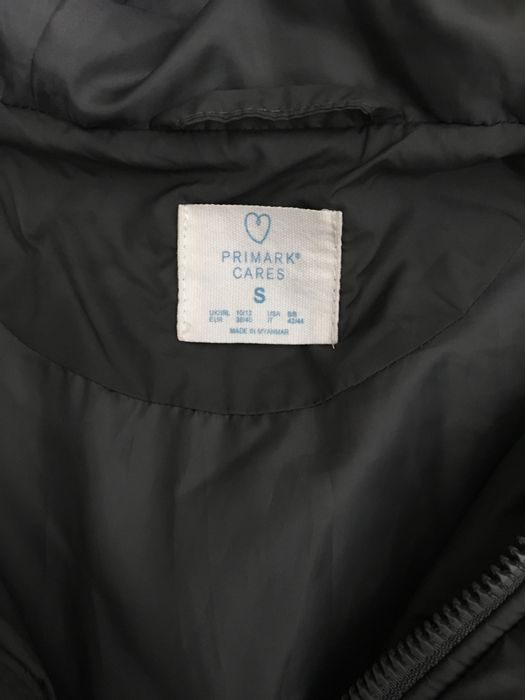 PRIMARK®
CARES
S
UK/IRL 10/12 USA 6/8
EUR 38/40 IT 42/44
MADE IN MYANMAR